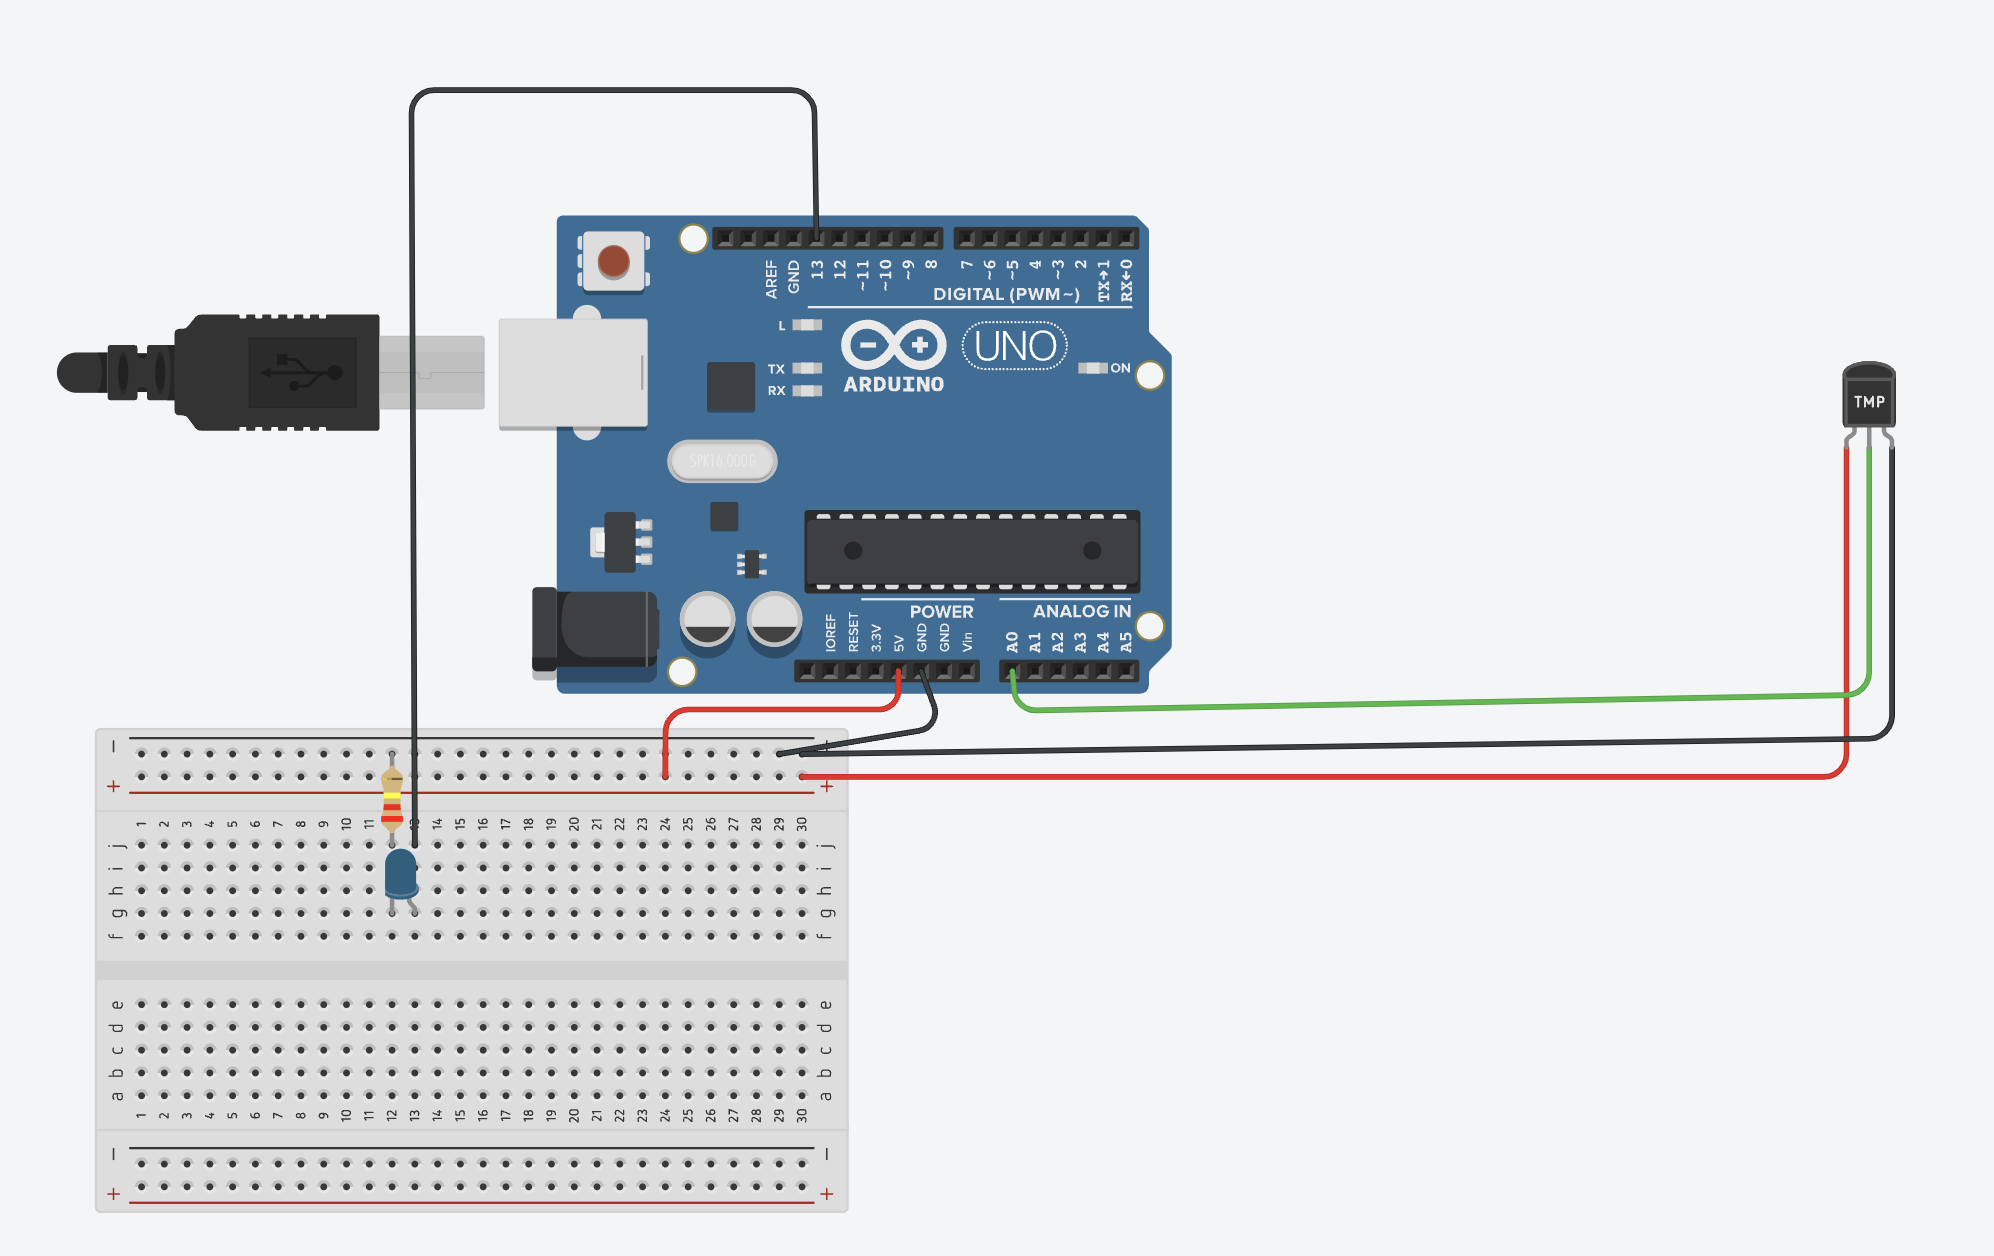 AREF
GND
13
12
~11
~10
~9
8
7
~6
~5
4
~3
2
TX→1
RX←0
DIGITAL (PWM~)
L
TX
RX
ARDUINO
UNO
ON
TMP
SPK16.000G
POWER
ANALOG IN
IOREF
RESET
3.3V
5V
GND
GND
Vin
A0
A1
A2
A3
A4
A5
− −
+ +
1 2 3 4 5 6 7 8 9 10 11 13 14 15 16 17 18 19 20 21 22 23 24 25 26 27 28 29 30
j j
i i
h h
g g
f f
e e
d d
c c
b b
a a
1 2 3 4 5 6 7 8 9 10 11 12 13 14 15 16 17 18 19 20 21 22 23 24 25 26 27 28 29 30
− −
+ +